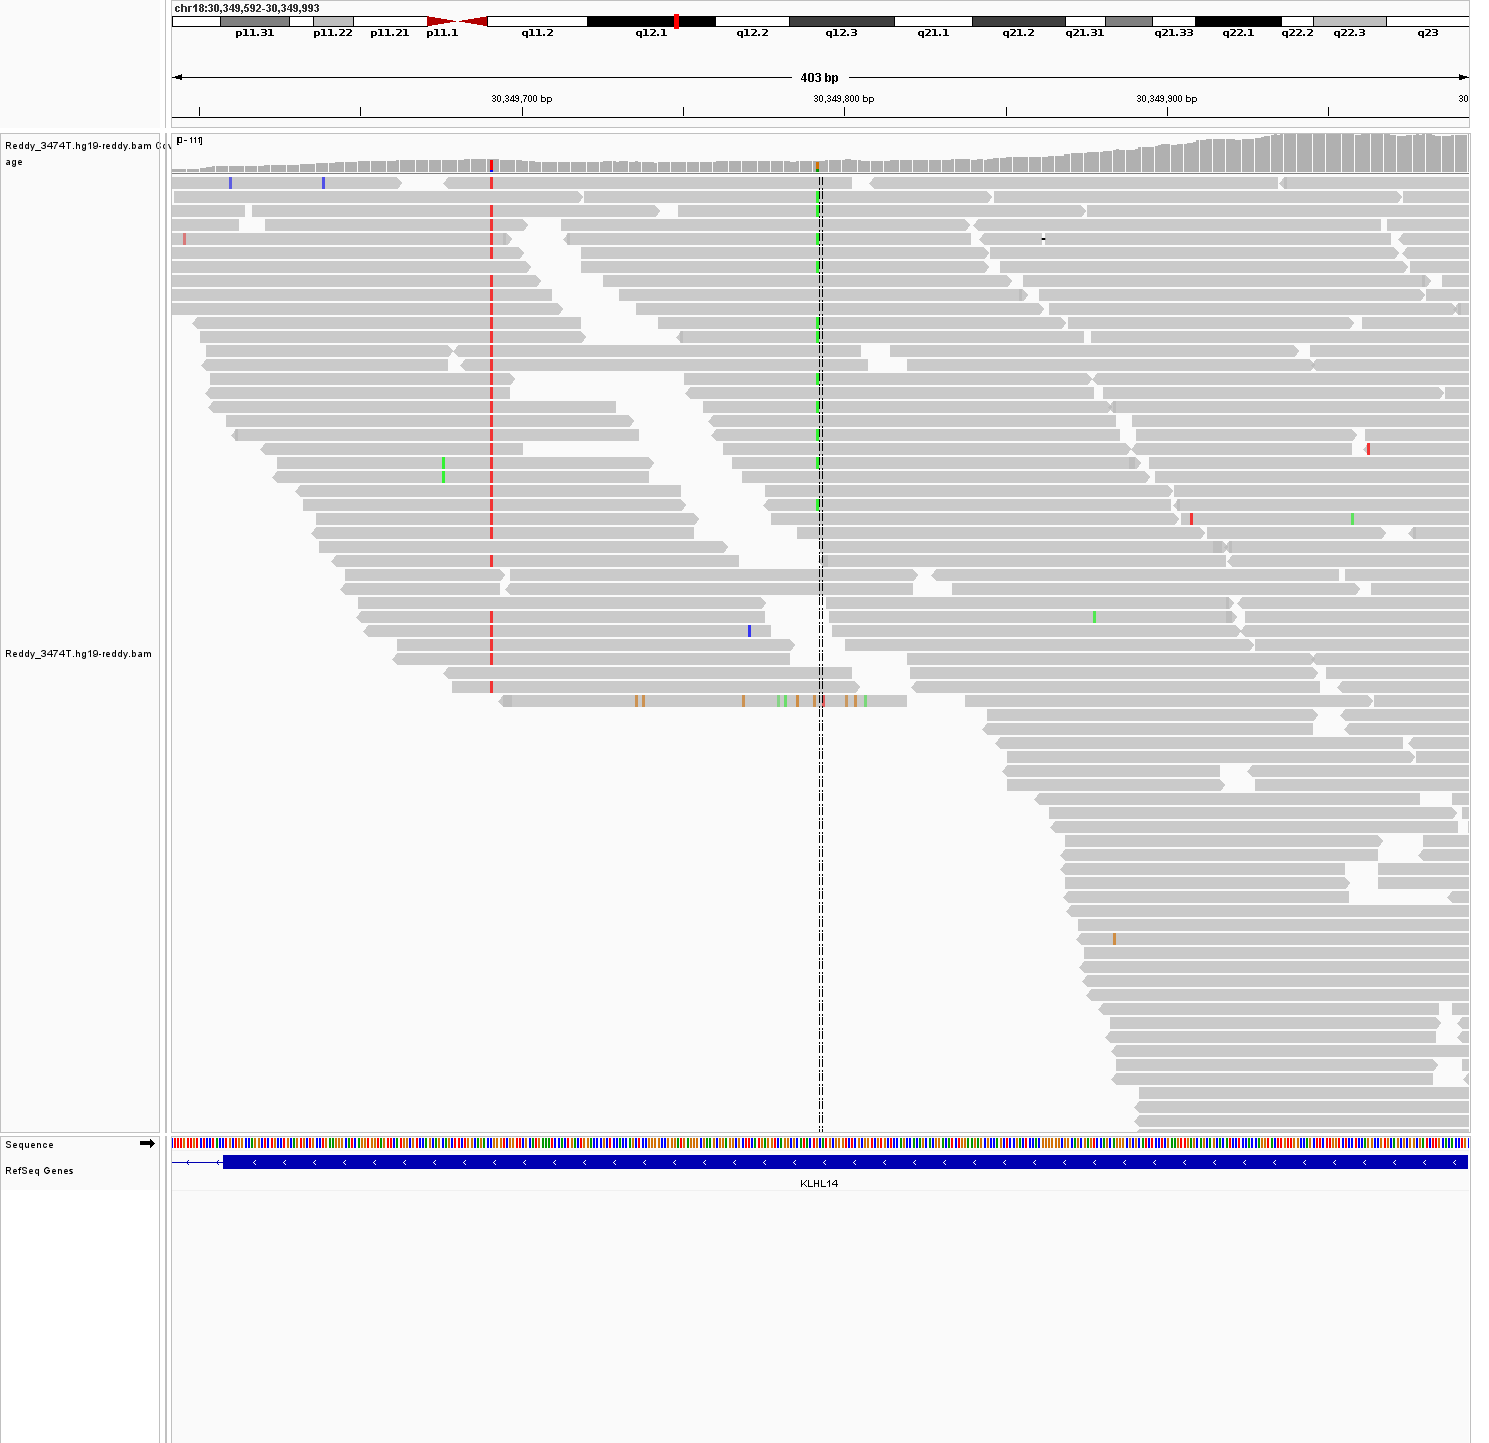 chr18:30,349,592-30,349,993
p11.31 p11.22 p11.21 p11.1 q11.2 q12.1 q12.2 q12.3 q21.1 q21.2 q21.31 q21.33 q22.1 q22.2 q22.3 q23
403 bp
30,349,700 bp 30,349,800 bp 30,349,900 bp 30
[0 - 111]
Reddy_3474T.hg19-reddy.bam Cov
age
Reddy_3474T.hg19-reddy.bam
Sequence
RefSeq Genes
KLHL14